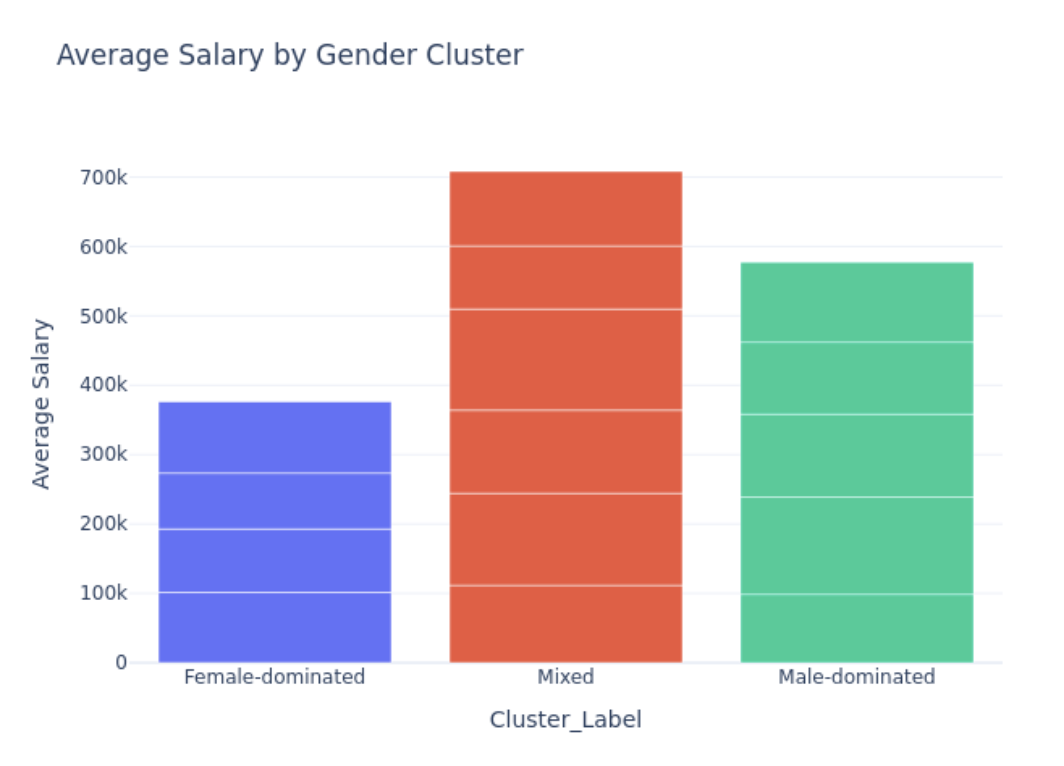 Average Salary by Gender Cluster
700k
600k
500k
400k
300k
200k
100k
0
Average Salary
Female-dominated
Mixed
Male-dominated
Cluster_Label